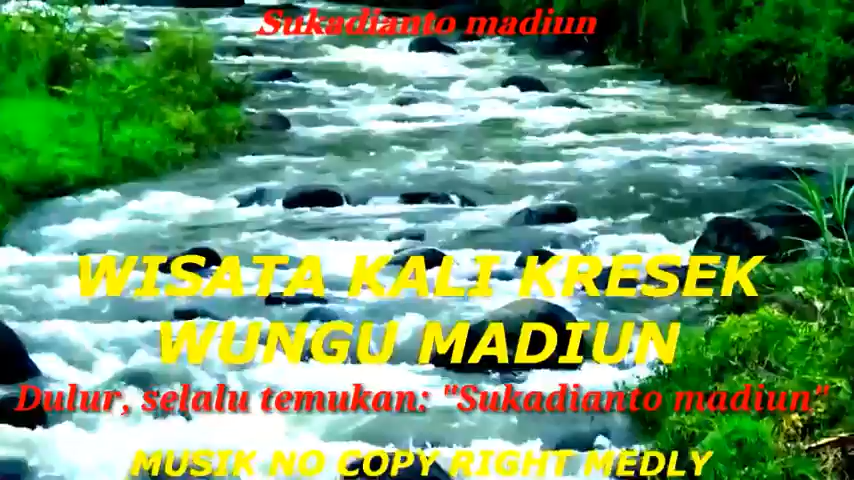 Sukadianto madiun
WISATA KALI KRESEK
WUNGU MADIUN
Dulur, selalu temukan: "Sukadianto madiun"
MUSIK NO COPY RIGHT MEDLY